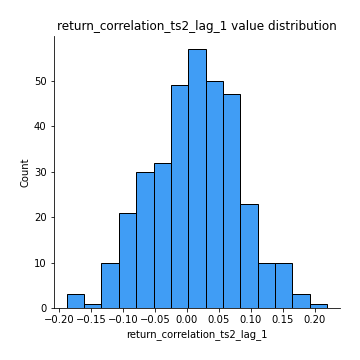 return_correlation_ts2_lag_1 value distribution
Count
50
40
30
20
10
0
−0.20 −0.15 −0.10 −0.05 0.00 0.05 0.10 0.15 0.20
return_correlation_ts2_lag_1